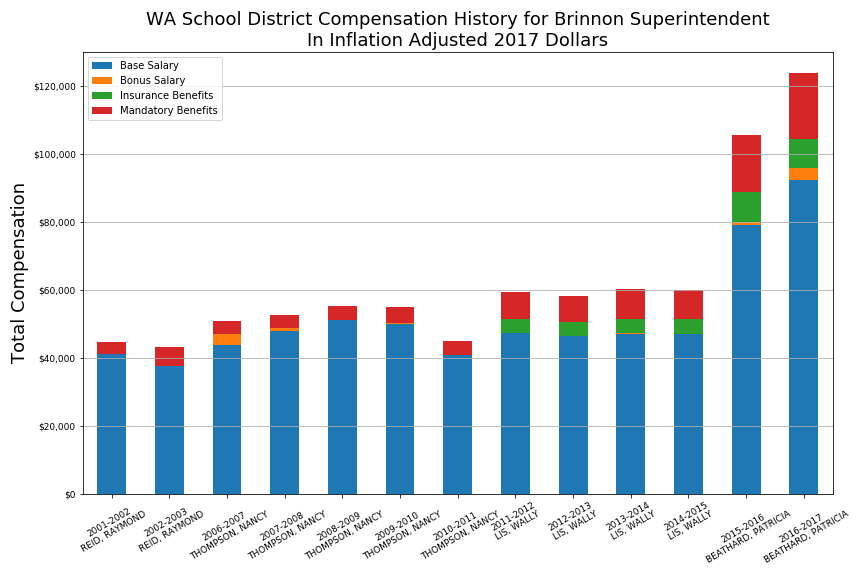 WA School District Compensation History for Brinnon Superintendent
In Inflation Adjusted 2017 Dollars
Base Salary
Bonus Salary
Insurance Benefits
Mandatory Benefits
Total Compensation
$120,000
$100,000
$80,000
$60,000
$40,000
$20,000
$0
2001-2002
REID, RAYMOND
2002-2003
REID, RAYMOND
2006-2007
THOMPSON, NANCY
2007-2008
THOMPSON, NANCY
2008-2009
THOMPSON, NANCY
2009-2010
THOMPSON, NANCY
2010-2011
THOMPSON, NANCY
2011-2012
LIS, WALLY
2012-2013
LIS, WALLY
2013-2014
LIS, WALLY
2014-2015
LIS, WALLY
2015-2016
BEATHARD, PATRICIA
2016-2017
BEATHARD, PATRICIA